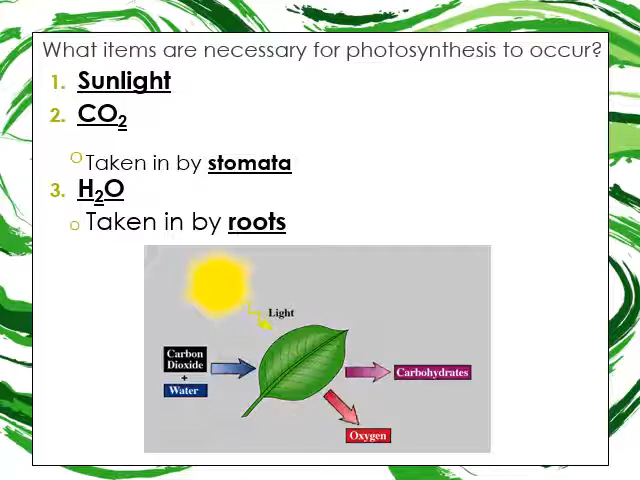 What items are necessary for photosynthesis to occur?
1. Sunlight
2. CO₂
o Taken in by stomata
3. H₂O
o Taken in by roots
Light
Carbon
Dioxide
+
Water
Carbohydrates
Oxygen